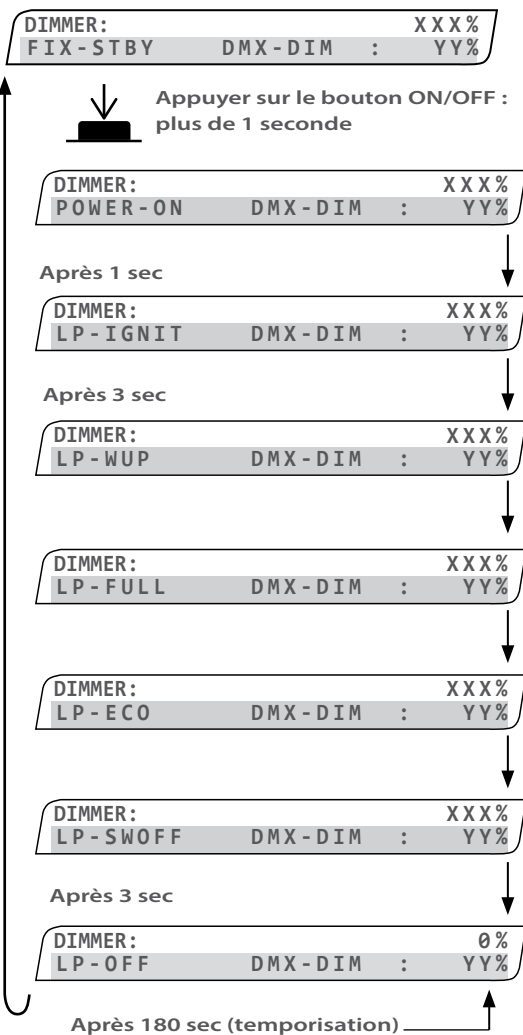 DIMMER: XXX%
FIX-STBY DMX-DIM : YY%
Appuyer sur le bouton ON/OFF :
plus de 1 seconde
DIMMER: XXX%
POWER-ON DMX-DIM : YY%
Après 1 sec
DIMMER: XXX%
LP-IGNIT DMX-DIM : YY%
Après 3 sec
DIMMER: XXX%
LP-WUP DMX-DIM : YY%
DIMMER: XXX%
LP-FULL DMX-DIM : YY%
DIMMER: XXX%
LP-ECO DMX-DIM : YY%
DIMMER: XXX%
LP-SWOFF DMX-DIM : YY%
Après 3 sec
DIMMER: 0%
LP-OFF DMX-DIM : YY%
Après 180 sec (temporisation)